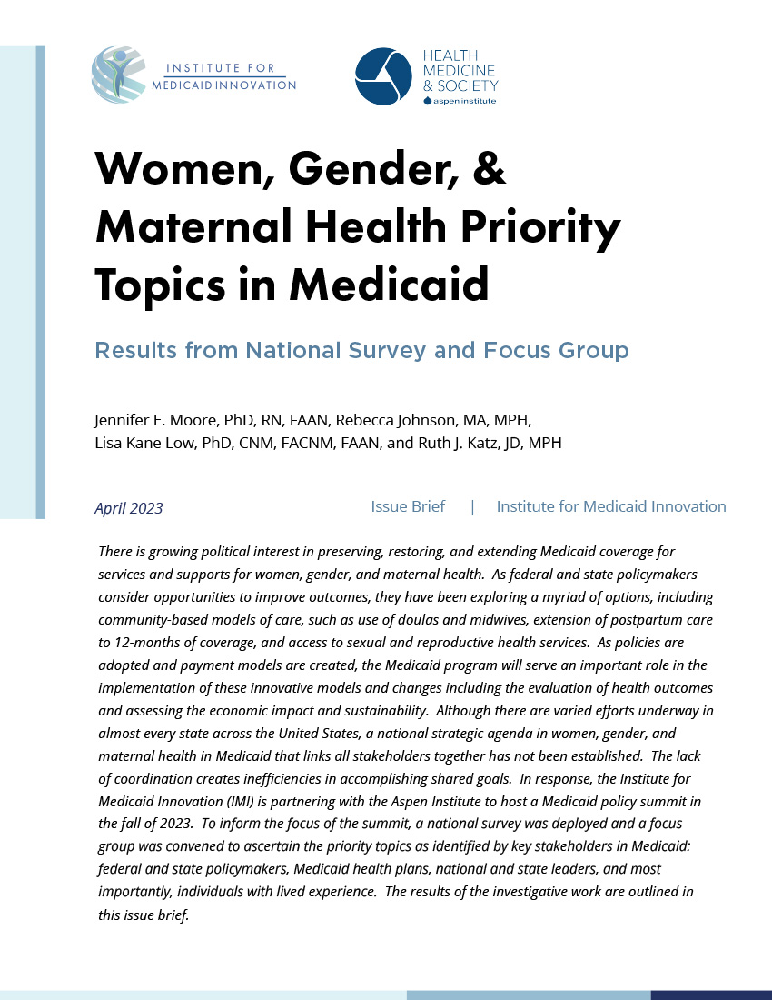 INSTITUTE FOR
MEDICAID INNOVATION
HEALTH
MEDICINE
& SOCIETY
aspen institute
Women, Gender, &
Maternal Health Priority
Topics in Medicaid
Results from National Survey and Focus Group
Jennifer E. Moore, PhD, RN, FAAN, Rebecca Johnson, MA, MPH,
Lisa Kane Low, PhD, CNM, FACNM, FAAN, and Ruth J. Katz, JD, MPH
April 2023 Issue Brief | Institute for Medicaid Innovation
There is growing political interest in preserving, restoring, and extending Medicaid coverage for
services and supports for women, gender, and maternal health. As federal and state policymakers
consider opportunities to improve outcomes, they have been exploring a myriad of options, including
community-based models of care, such as use of doulas and midwives, extension of postpartum care
to 12-months of coverage, and access to sexual and reproductive health services. As policies are
adopted and payment models are created, the Medicaid program will serve an important role in the
implementation of these innovative models and changes including the evaluation of health outcomes
and assessing the economic impact and sustainability. Although there are varied efforts underway in
almost every state across the United States, a national strategic agenda in women, gender, and
maternal health in Medicaid that links all stakeholders together has not been established. The lack
of coordination creates inefficiencies in accomplishing shared goals. In response, the Institute for
Medicaid Innovation (IMI) is partnering with the Aspen Institute to host a Medicaid policy summit in
the fall of 2023. To inform the focus of the summit, a national survey was deployed and a focus
group was convened to ascertain the priority topics as identified by key stakeholders in Medicaid:
federal and state policymakers, Medicaid health plans, national and state leaders, and most
importantly, individuals with lived experience. The results of the investigative work are outlined in
this issue brief.